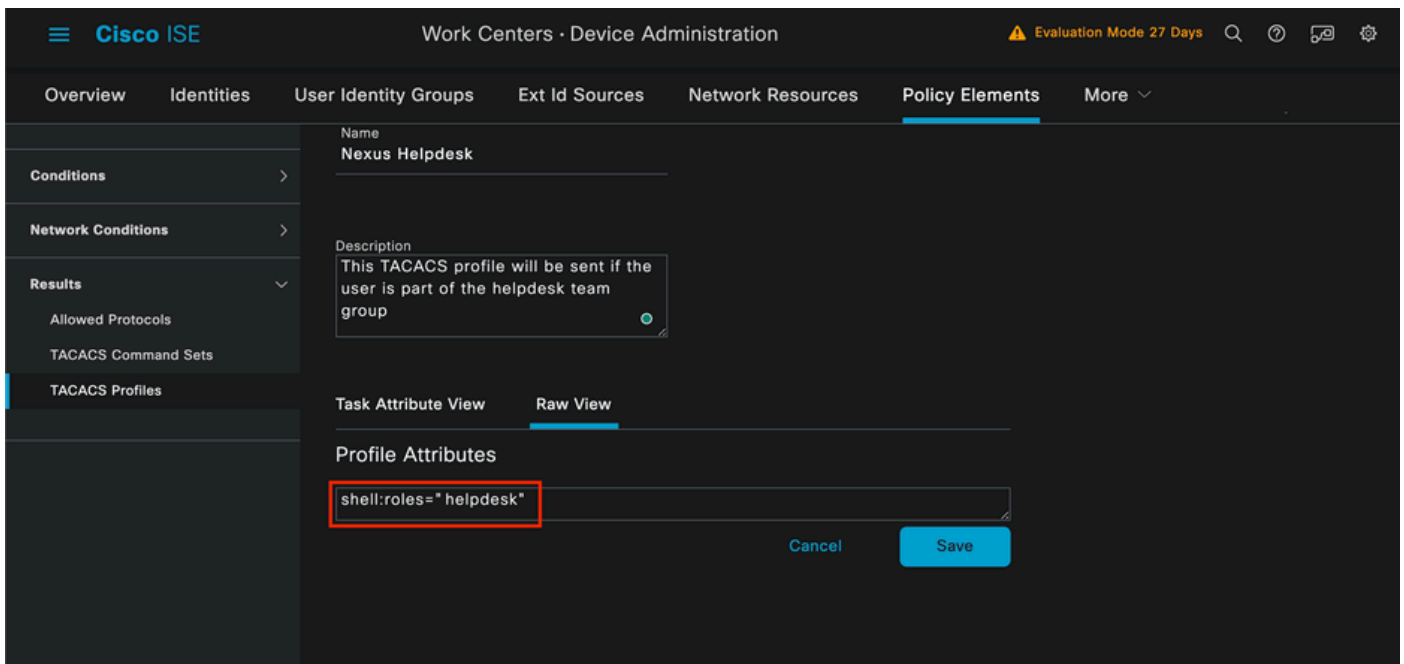 Cisco ISE
Work Centers · Device Administration
Evaluation Mode 27 Days
Overview
Identities
User Identity Groups
Ext Id Sources
Network Resources
Policy Elements
More
Conditions
Network Conditions
Results
Allowed Protocols
TACACS Command Sets
TACACS Profiles
Name
Nexus Helpdesk
Description
This TACACS profile will be sent if the
user is part of the helpdesk team
group
Task Attribute View
Raw View
Profile Attributes
shell:roles="helpdesk"
Cancel
Save